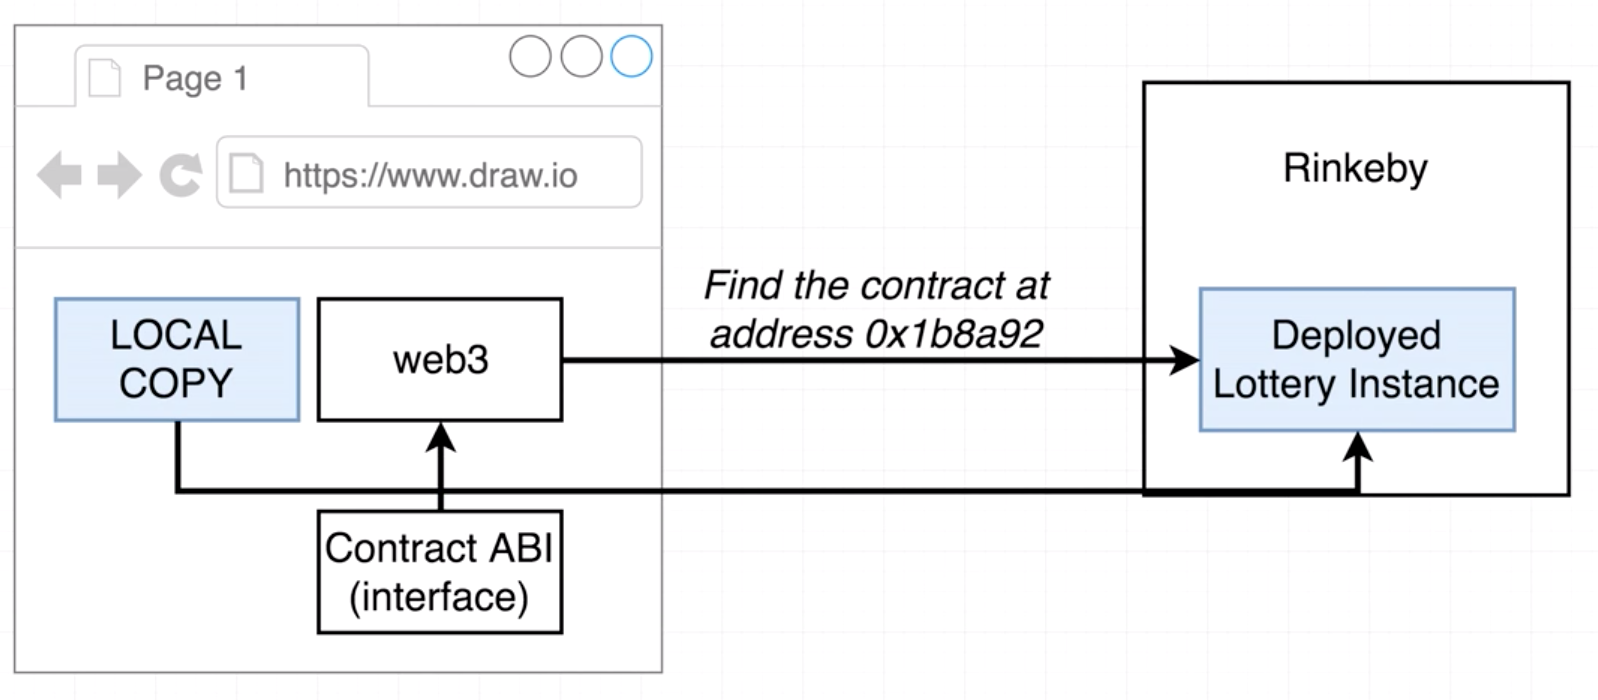 Page 1
https://www.draw.io
Rinkeby
Find the contract at
address 0x1b8a92
LOCAL
COPY
web3
Deployed
Lottery Instance
Contract ABI
(interface)